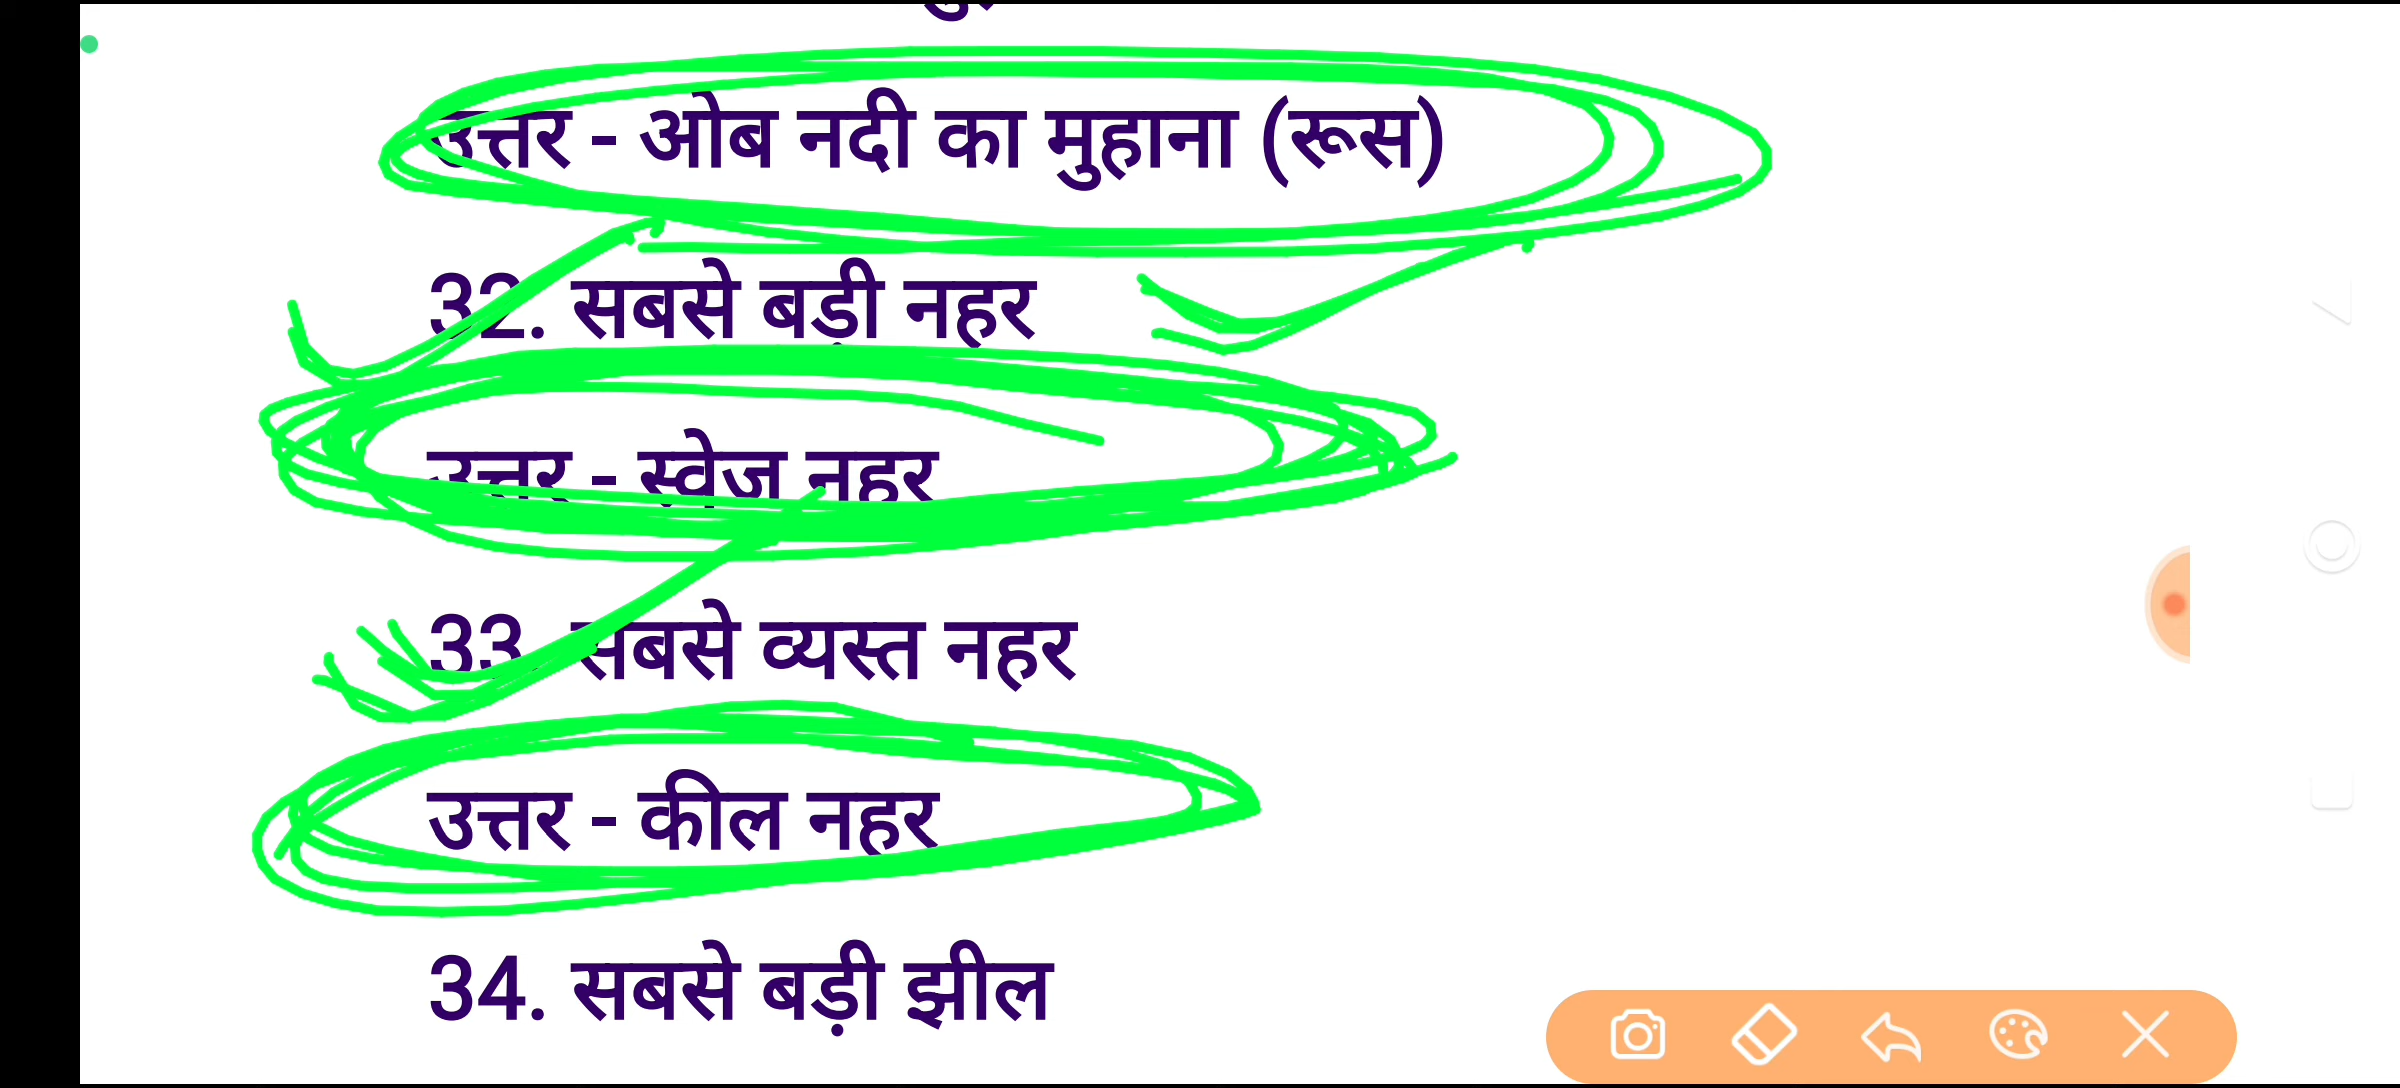 उत्तर - ओब नदी का मुहाना (रूस)
32. सबसे बड़ी नहर
उत्तर - स्वेज नहर
33. सबसे व्यस्त नहर
उत्तर - कील नहर
34. सबसे बड़ी झील